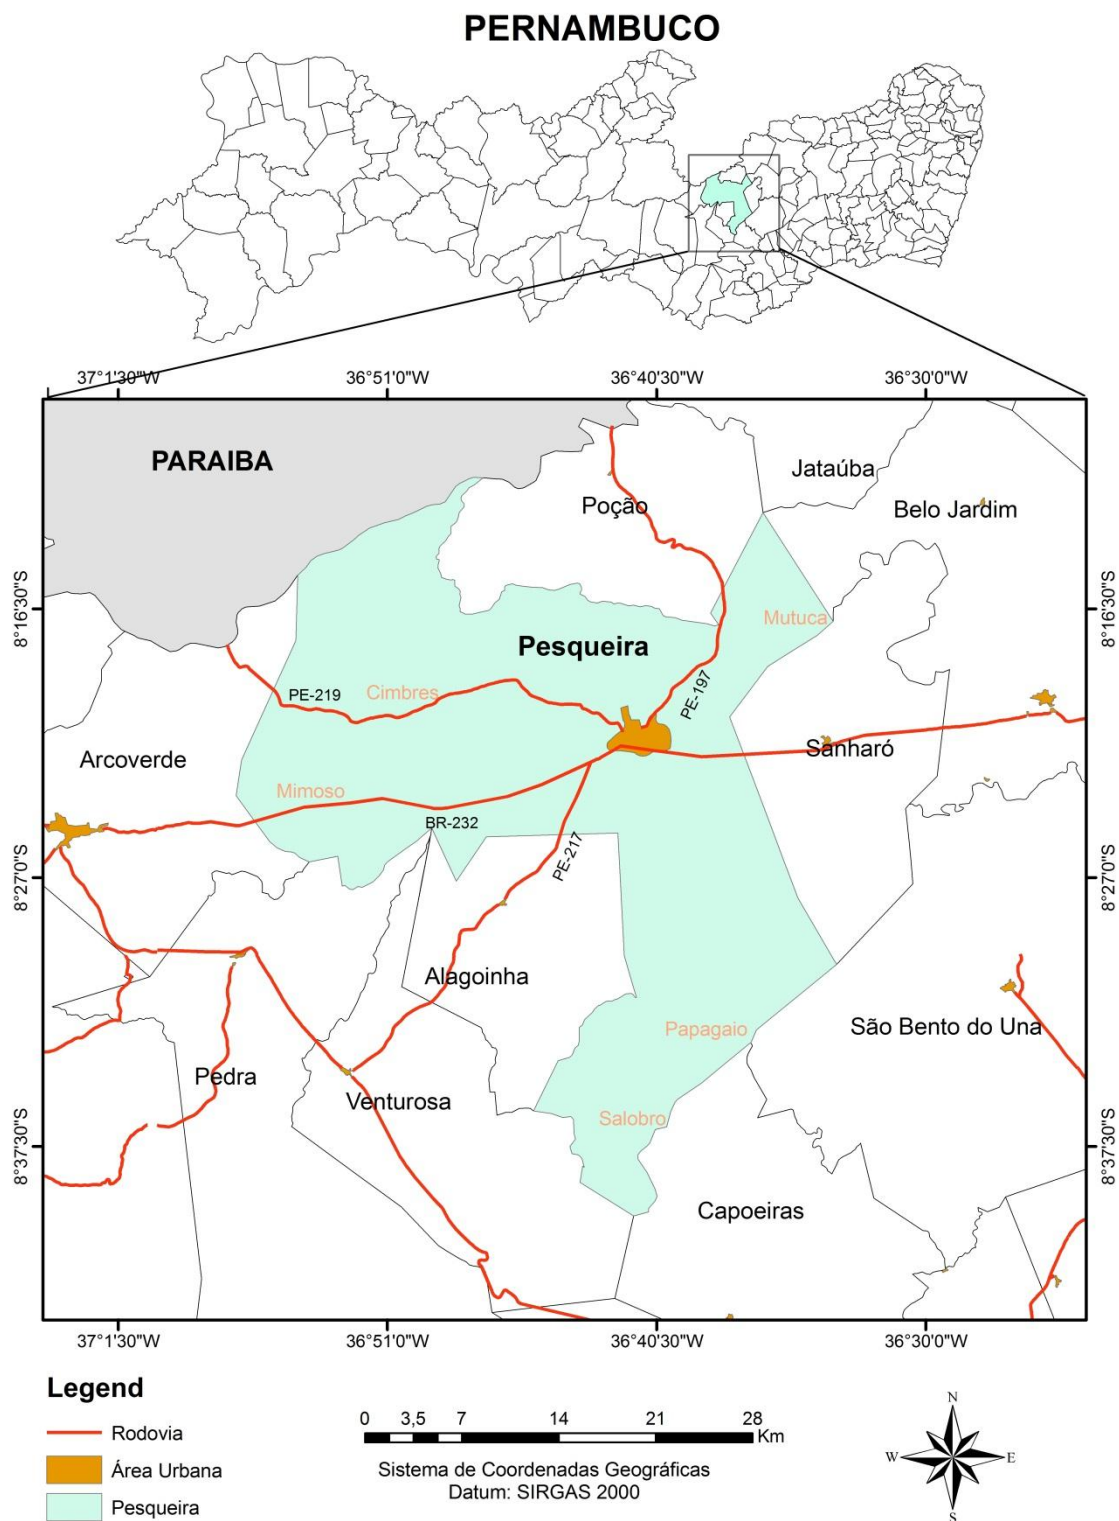 PERNAMBUCO
37°1'30"W
36°51'0"W
36°40'30"W
36°30'0"W
PARAIBA
Jataúba
Poção
Belo Jardim
8°16'30"S
8°16'30"S
Mutuca
Pesqueira
PE-219
Cimbres
PE-197
Arcoverde
Sanharó
Mimoso
BR-232
PE-217
8°27'0"S
8°27'0"S
Alagoinha
Papagaio
São Bento do Una
Pedra
Venturosa
Salobro
8°37'30"S
8°37'30"S
Capoeiras
37°1'30"W
36°51'0"W
36°40'30"W
36°30'0"W
Legend
Rodovia
Área Urbana
Pesqueira
0 3,5 7 14 21 28
Km
Sistema de Coordenadas Geográficas
Datum: SIRGAS 2000
N
W
E
S